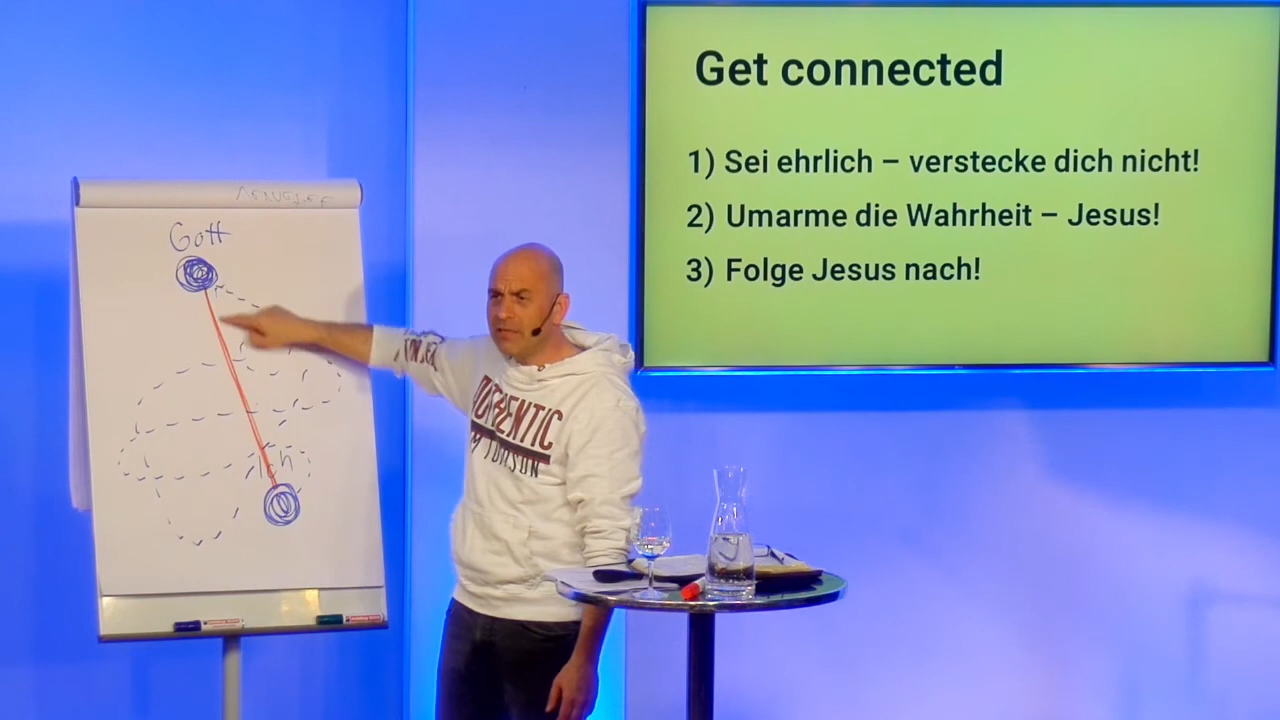 Get connected
1) Sei ehrlich – verstecke dich nicht!
2) Umarme die Wahrheit – Jesus!
3) Folge Jesus nach!
Gott
Ich
AUTHENTIC